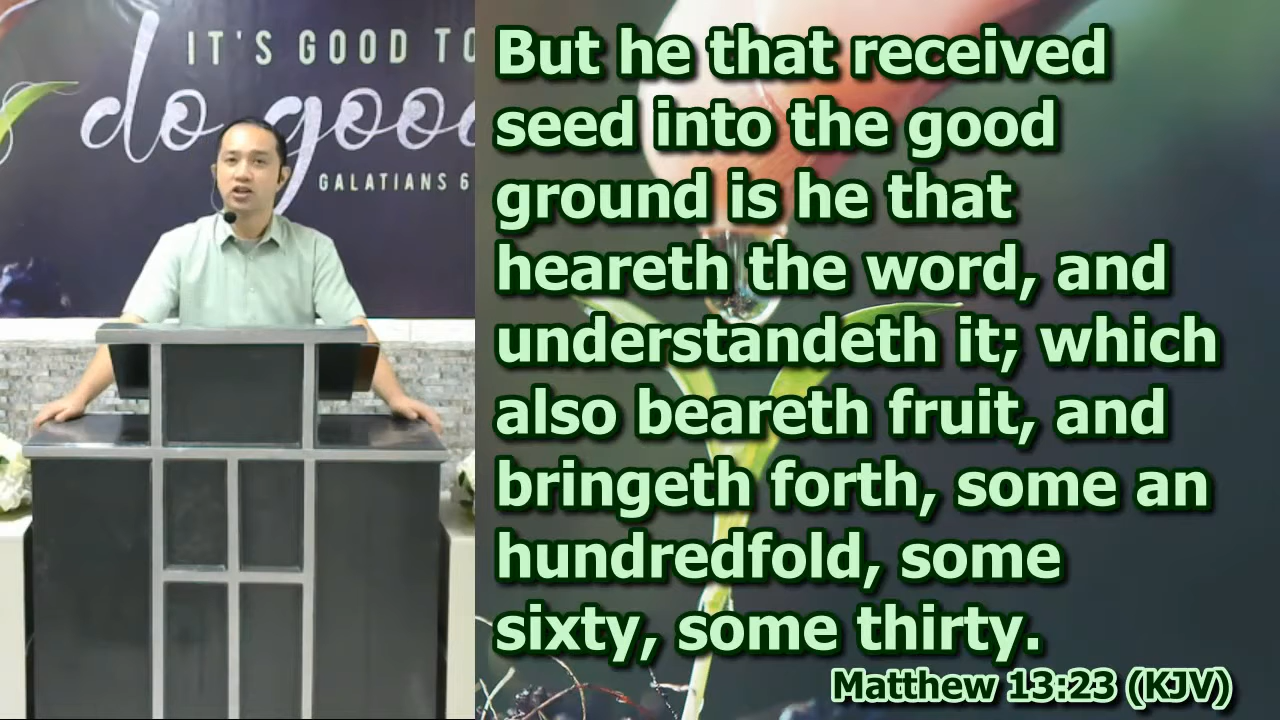 IT'S GOOD TO
do good
GALATIANS 6
But he that received
seed into the good
ground is he that
heareth the word, and
understandeth it; which
also beareth fruit, and
bringeth forth, some an
hundredfold, some
sixty, some thirty.
Matthew 13:23 (KJV)